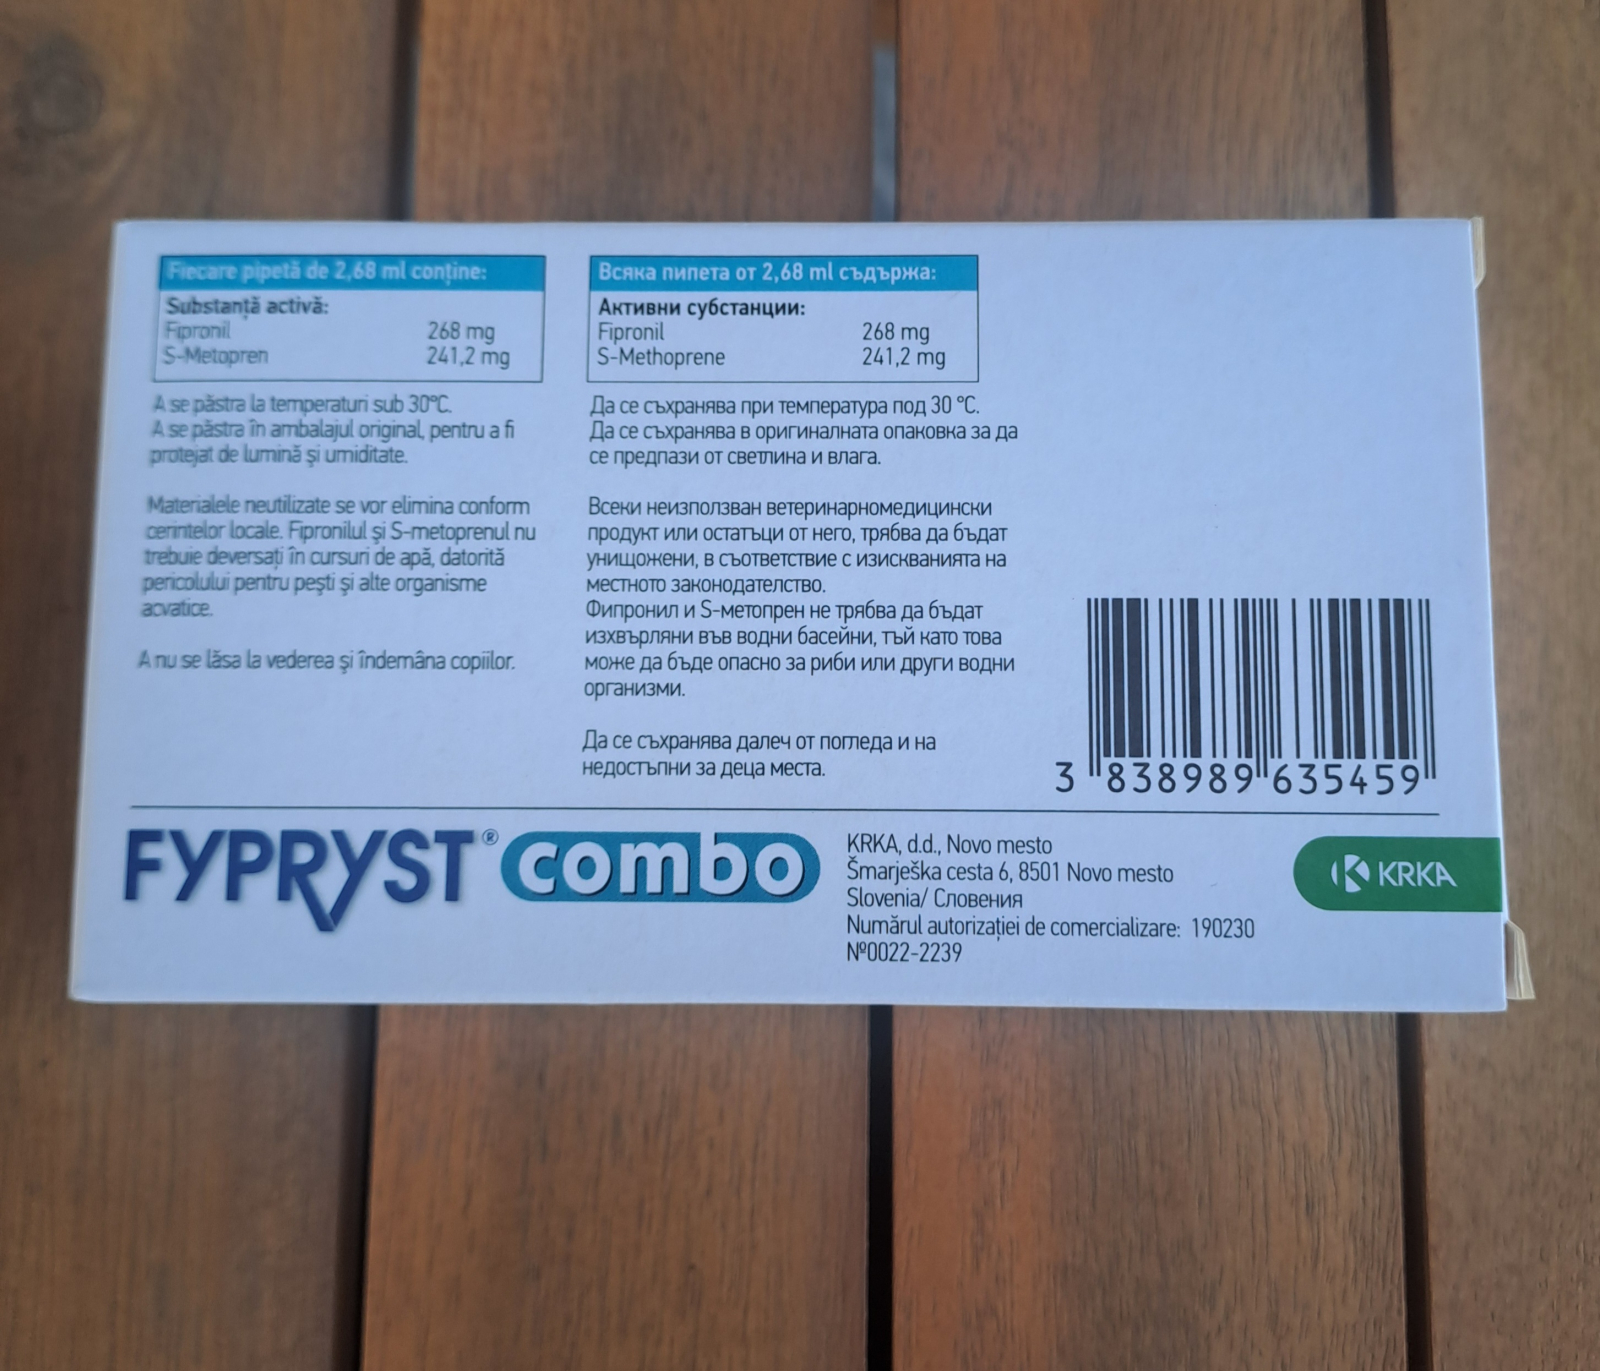 Fiecare pipetă de 2,68 ml conține:
Substanță activă:
Fipronil 268 mg
S-Metopren 241,2 mg
A se păstra la temperaturi sub 30°C.
A se păstra în ambalajul original, pentru a fi
protejat de lumină și umiditate.
Materialele neutilizate se vor elimina conform
cerintelor locale. Fipronilul și S-metoprenul nu
trebuie deversați în cursuri de apă, datorită
pericolului pentru pești și alte organisme
acvatice.
A nu se lăsa la vederea și îndemâna copiilor.
Всяка пипета от 2,68 ml съдържа:
Активни субстанции:
Fipronil 268 mg
S-Methoprene 241,2 mg
Да се съхранява при температура под 30 °C.
Да се съхранява в оригиналната опаковка за да
се предпази от светлина и влага.
Всеки неизползван ветеринарномедицински
продукт или остатъци от него, трябва да бъдат
унищожени, в съответствие с изискванията на
местното законодателство.
Фипронил и S-метопрен не трябва да бъдат
изхвърляни във водни басейни, тъй като това
може да бъде опасно за риби или други водни
организми.
Да се съхранява далеч от погледа и на
недостъпни за деца места.
3 838989 635459
FYPRYST® combo
KRKA, d.d., Novo mesto
Šmarješka cesta 6, 8501 Novo mesto
Slovenia/ Словения
Numărul autorizației de comercializare: 190230
№0022-2239
KRKA